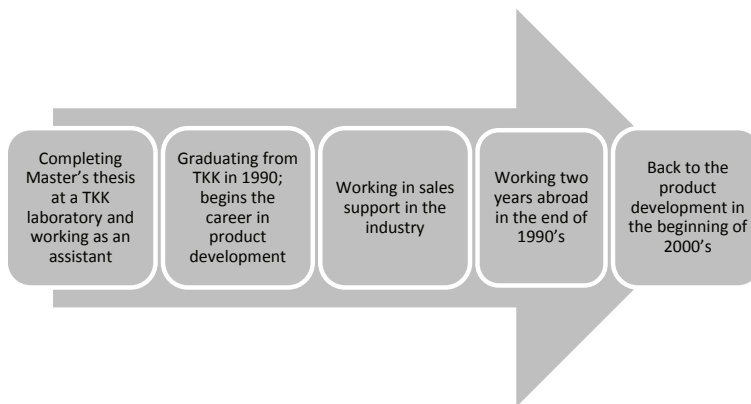 Completing
Master’s thesis
at a TKK
laboratory and
working as an
assistant
Graduating from
TKK in 1990;
begins the
career in
product
development
Working in sales
support in the
industry
Working two
years abroad
in the end of
1990’s
Back to the
product
development in
the beginning of
2000’s